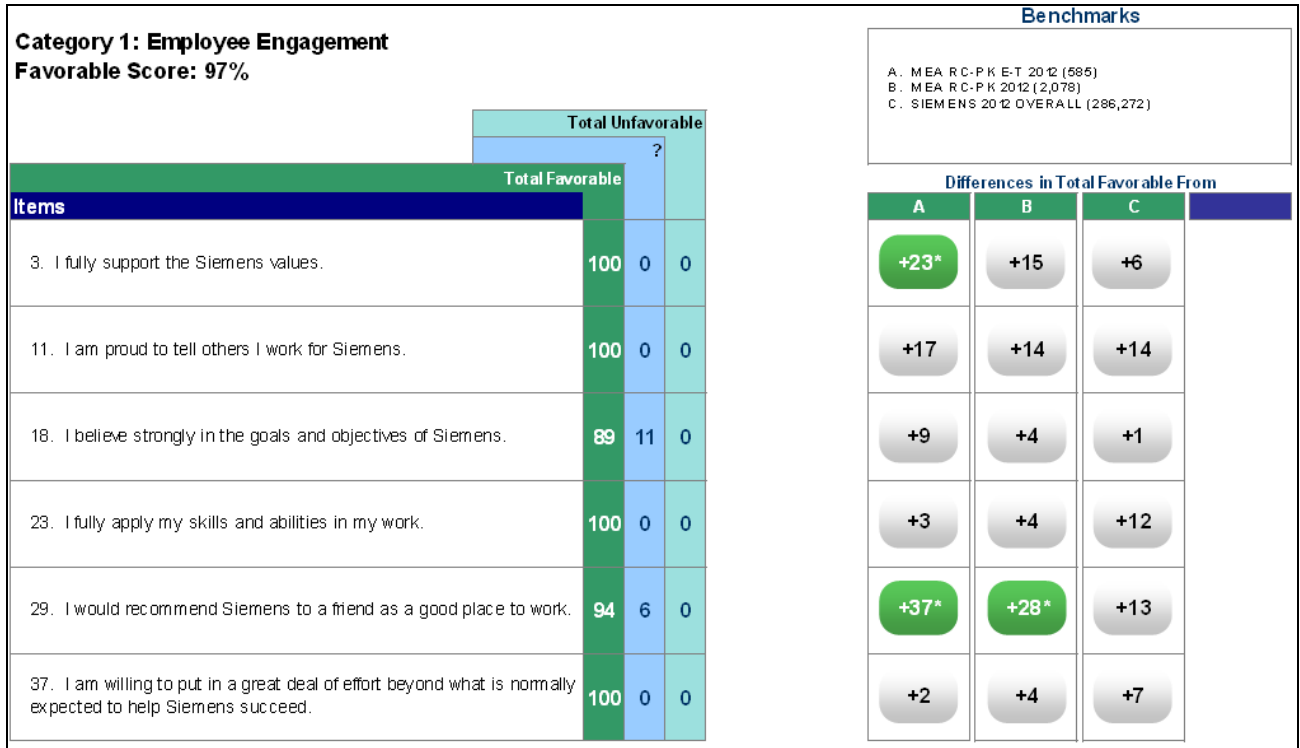 Benchmarks
Category 1: Employee Engagement
Favorable Score: 97%
A. MEA RC-PK E-T 2012 (585)
B. MEA RC-PK 2012 (2,078)
C. SIEMENS 2012 OVERALL (286,272)
Total Unfavorable
?
Total Favorable
Differences in Total Favorable From
Items
A B C
3. I fully support the Siemens values. 100 0 0 +23* +15 +6
11. I am proud to tell others I work for Siemens. 100 0 0 +17 +14 +14
18. I believe strongly in the goals and objectives of Siemens. 89 11 0 +9 +4 +1
23. I fully apply my skills and abilities in my work. 100 0 0 +3 +4 +12
29. I would recommend Siemens to a friend as a good place to work. 94 6 0 +37* +28* +13
37. I am willing to put in a great deal of effort beyond what is normally
expected to help Siemens succeed. 100 0 0 +2 +4 +7